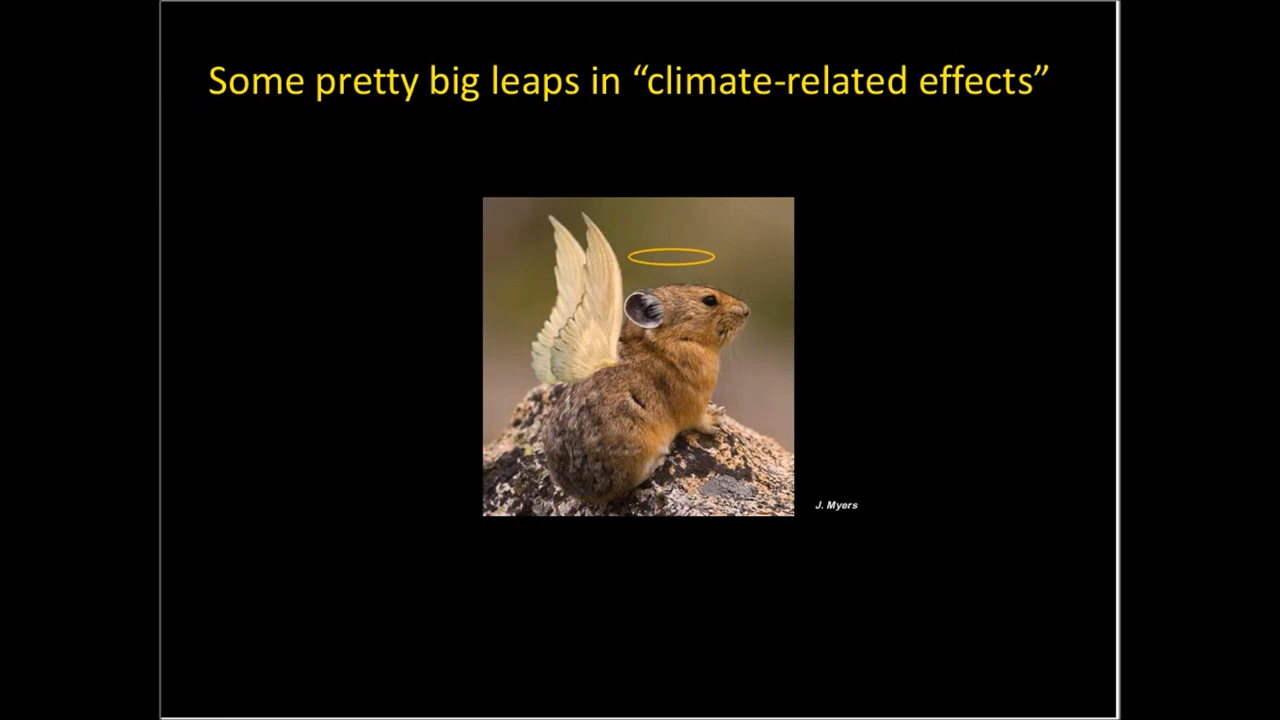 Some pretty big leaps in “climate-related effects”
J. Myers